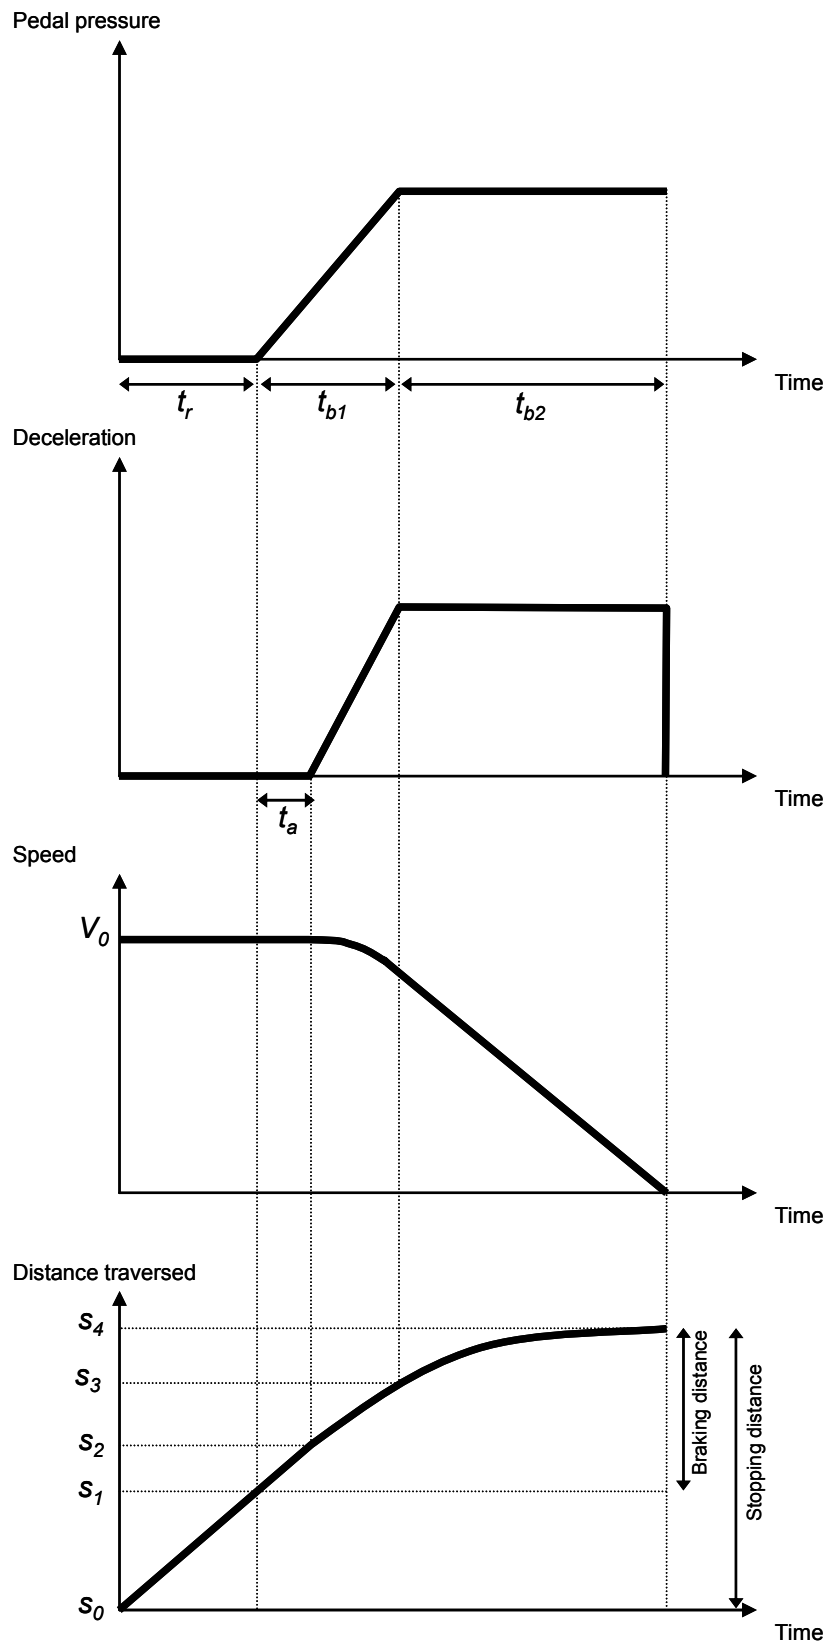 Pedal pressure
Time
t_r
t_b1
t_b2
Deceleration
Time
t_a
Speed
V_0
Time
Distance traversed
s_4
s_3
s_2
s_1
s_0
Braking distance
Stopping distance
Time